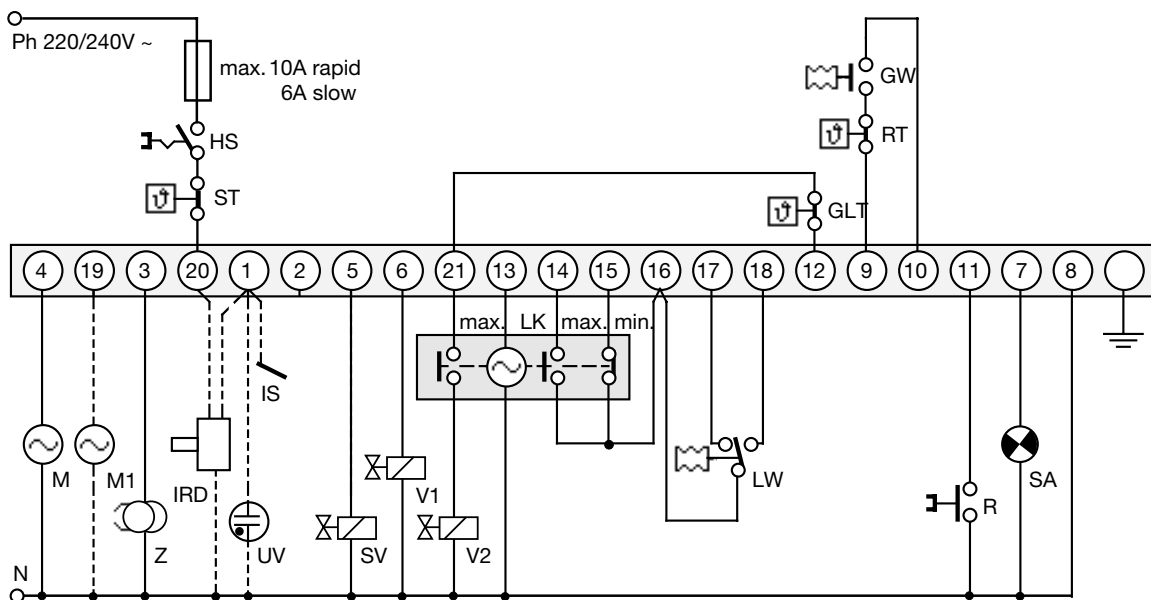 Ph 220/240V ~
max. 10A rapid
6A slow
HS
ST
GW
RT
GLT
4 19 3 20 1 2 5 6 21 13 14 15 16 17 18 12 9 10 11 7 8
max. LK max. min.
IS
M
M1
IRD
Z
UV
SV
V1
V2
LW
R
SA
N
ϑ
ϑ
ϑ